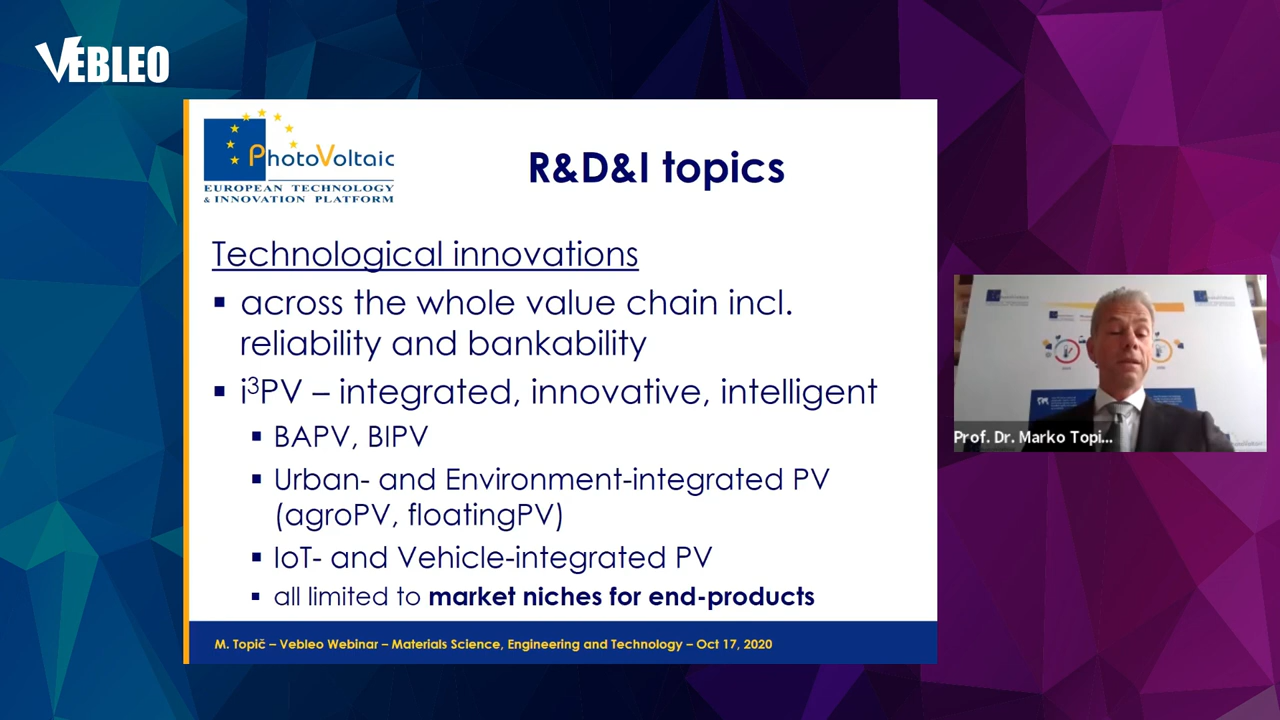 VEBLEO
PhotoVoltaic
EUROPEAN TECHNOLOGY
& INNOVATION PLATFORM
R&D&I topics
Technological innovations
▪ across the whole value chain incl.
reliability and bankability
▪ i³PV – integrated, innovative, intelligent
▪ BAPV, BIPV
▪ Urban- and Environment-integrated PV
(agroPV, floatingPV)
▪ IoT- and Vehicle-integrated PV
▪ all limited to market niches for end-products
M. Topič – Vebleo Webinar – Materials Science, Engineering and Technology – Oct 17, 2020
Prof. Dr. Marko Topi...